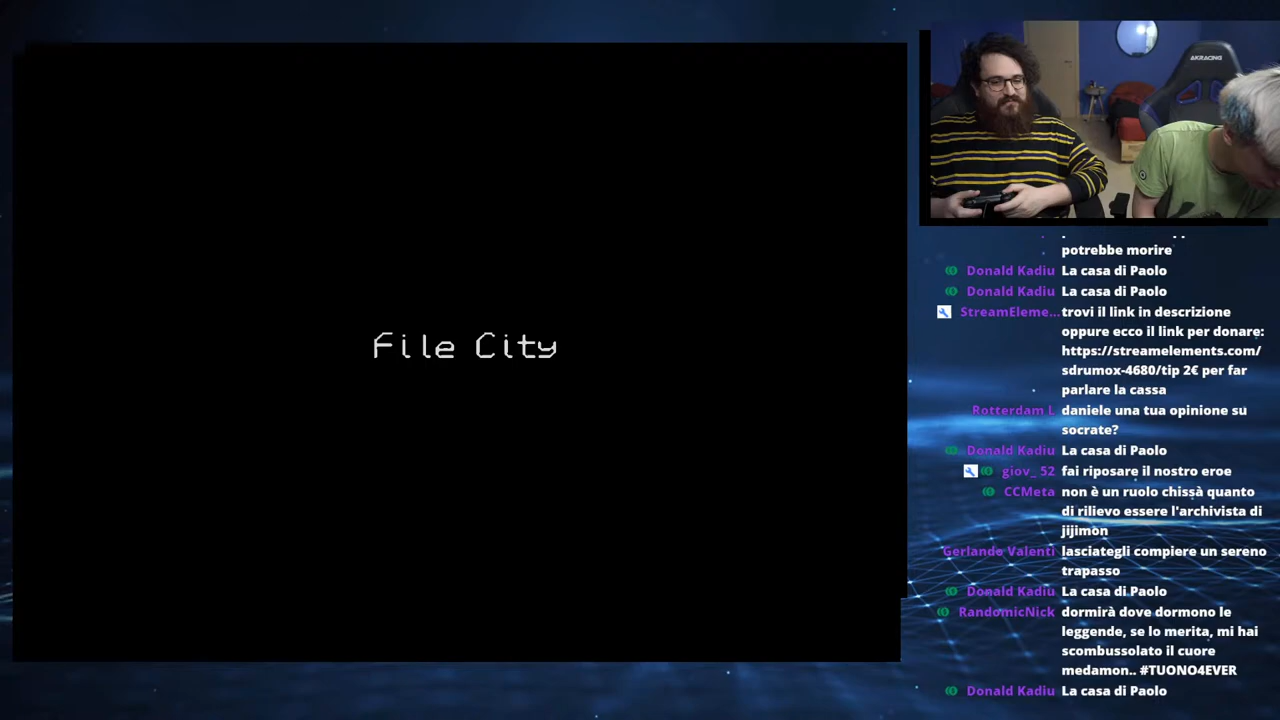 File City
AKRACING
potrebbe morire
Donald Kadiu La casa di Paolo
Donald Kadiu La casa di Paolo
StreamEleme... trovi il link in descrizione
oppure ecco il link per donare:
https://streamelements.com/
sdrumox-4680/tip 2€ per far
parlare la cassa
Rotterdam L daniele una tua opinione su
socrate?
Donald Kadiu La casa di Paolo
giov_ 52 fai riposare il nostro eroe
CCMeta non è un ruolo chissà quanto
di rilievo essere l'archivista di
jijimon
Gerlando Valenti lasciategli compiere un sereno
trapasso
Donald Kadiu La casa di Paolo
RandomicNick dormirà dove dormono le
leggende, se lo merita, mi hai
scombussolato il cuore
medamon.. #TUONO4EVER
Donald Kadiu La casa di Paolo